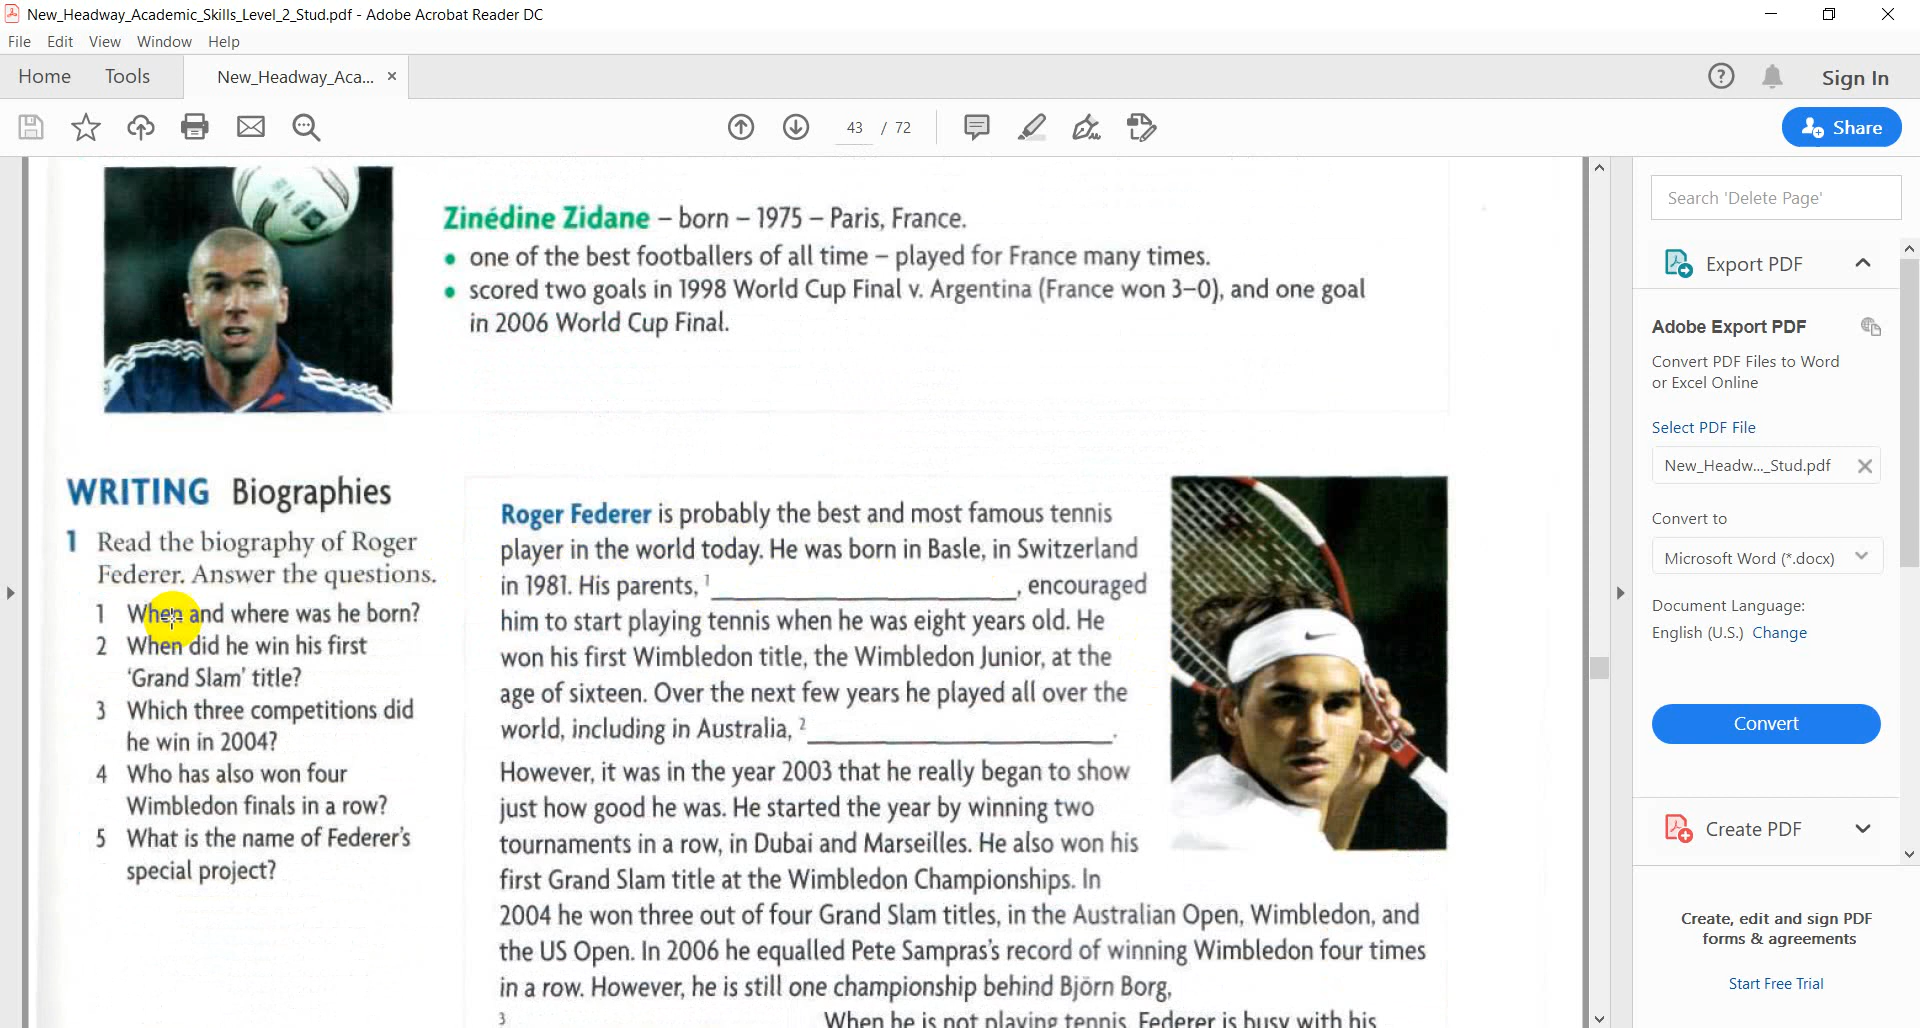 New_Headway_Academic_Skills_Level_2_Stud.pdf - Adobe Acrobat Reader DC
File Edit View Window Help
Home Tools New_Headway_Aca... × Sign In
43 / 72 Share
Zinédine Zidane – born – 1975 – Paris, France.
• one of the best footballers of all time – played for France many times.
• scored two goals in 1998 World Cup Final v. Argentina (France won 3–0), and one goal
in 2006 World Cup Final.
WRITING Biographies
1 Read the biography of Roger
Federer. Answer the questions.
1 When and where was he born?
2 When did he win his first
‘Grand Slam’ title?
3 Which three competitions did
he win in 2004?
4 Who has also won four
Wimbledon finals in a row?
5 What is the name of Federer’s
special project?
Roger Federer is probably the best and most famous tennis
player in the world today. He was born in Basle, in Switzerland
in 1981. His parents, 1 ____________________, encouraged
him to start playing tennis when he was eight years old. He
won his first Wimbledon title, the Wimbledon Junior, at the
age of sixteen. Over the next few years he played all over the
world, including in Australia, 2 ____________________.
However, it was in the year 2003 that he really began to show
just how good he was. He started the year by winning two
tournaments in a row, in Dubai and Marseilles. He also won his
first Grand Slam title at the Wimbledon Championships. In
2004 he won three out of four Grand Slam titles, in the Australian Open, Wimbledon, and
the US Open. In 2006 he equalled Pete Sampras’s record of winning Wimbledon four times
in a row. However, he is still one championship behind Björn Borg,
3 When he is not playing tennis, Federer is busy with his
Search 'Delete Page'
Export PDF
Adobe Export PDF
Convert PDF Files to Word
or Excel Online
Select PDF File
New_Headw..._Stud.pdf
Convert to
Microsoft Word (*.docx)
Document Language:
English (U.S.) Change
Convert
Create PDF
Create, edit and sign PDF
forms & agreements
Start Free Trial